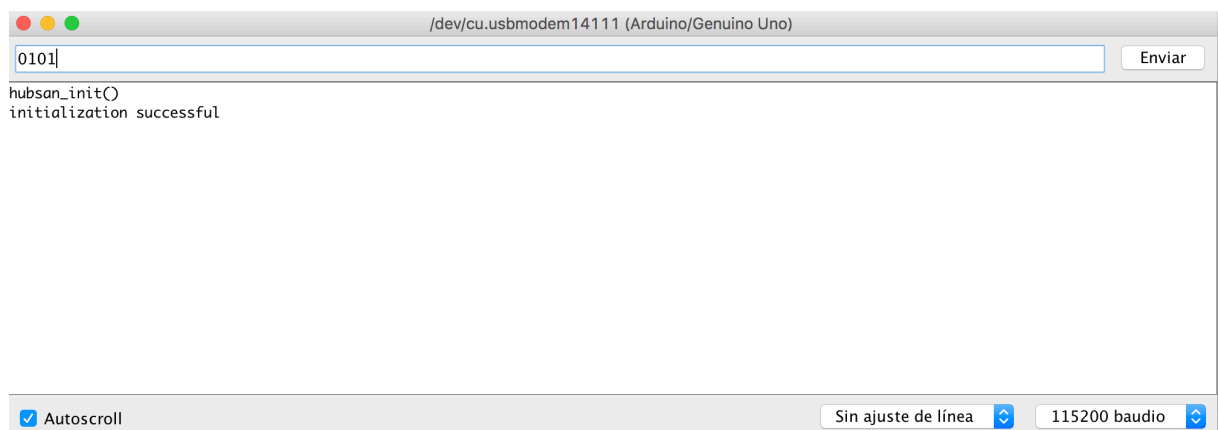 /dev/cu.usbmodem14111 (Arduino/Genuino Uno)
0101
Enviar
hubsan_init()
initialization successful
Autoscroll
Sin ajuste de línea
115200 baudio